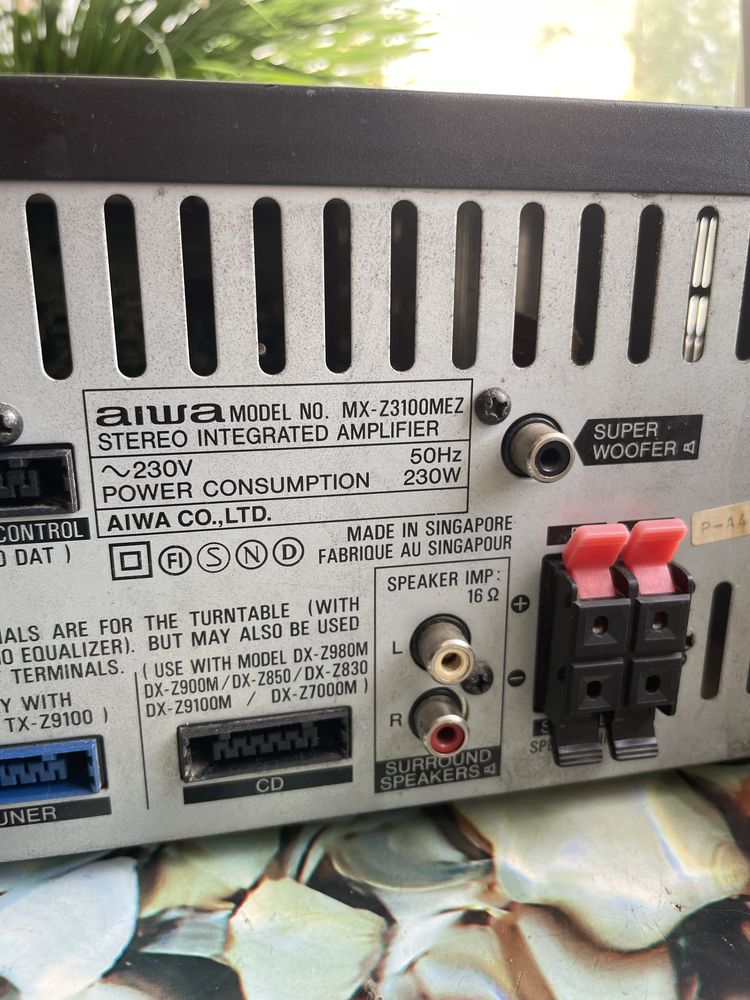 aiwa MODEL NO. MX-Z3100MEZ
STEREO INTEGRATED AMPLIFIER
~230V 50Hz
POWER CONSUMPTION 230W
AIWA CO.,LTD.
MADE IN SINGAPORE
FABRIQUE AU SINGAPOUR
FI S N D
SUPER
WOOFER
P-A4
CONTROL
DAT )
SPEAKER IMP:
16 Ω
+
−
L
R
SURROUND
SPEAKERS
ARE FOR THE TURNTABLE (WITH
EQUALIZER). BUT MAY ALSO BE USED
TERMINALS.
WITH
TX-Z9100 )
( USE WITH MODEL DX-Z980M
DX-Z900M/DX-Z850/DX-Z830
DX-Z9100M / DX-Z7000M )
CD